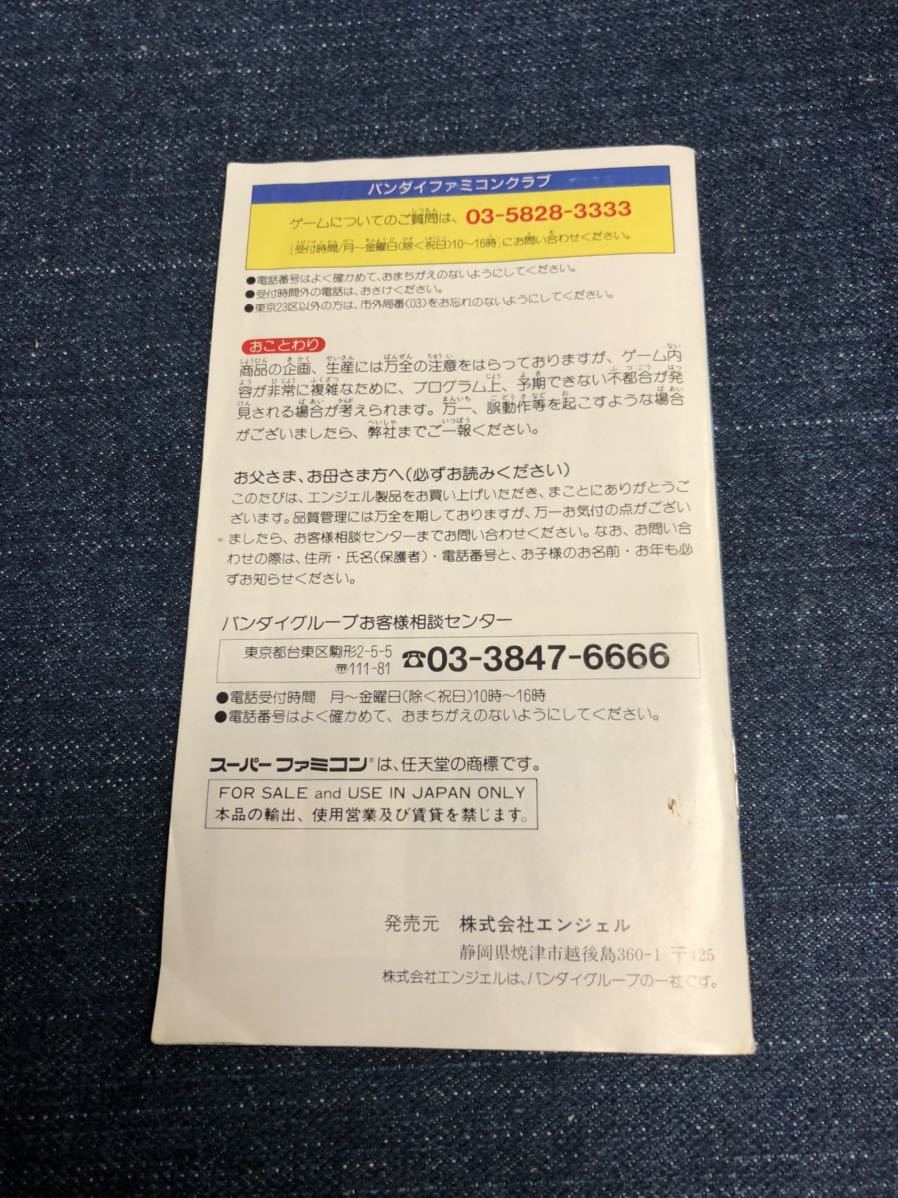 バンダイファミコンクラブ
ゲームについてのご質問は、 03-5828-3333
[受付時間/月〜金曜日(除く祝日)10〜16時]にお問い合わせください。
●電話番号はよく確かめて、おまちがえのないようにしてください。
●受付時間外の電話は、おさけください。
●東京23区以外の方は、市外局番(03)をお忘れのないようにしてください。
おことわり
商品の企画、生産には万全の注意をはらっておりますが、ゲーム内
容が非常に複雑なために、プログラム上、予期できない不都合が発
見される場合が考えられます。万一、誤動作等を起こすような場合
がございましたら、弊社までご一報ください。
お父さま、お母さま方へ(必ずお読みください)
このたびは、エンジェル製品をお買い上げいただき、まことにありがとうご
ざいます。品質管理には万全を期しておりますが、万一お気付の点がござい
ましたら、お客様相談センターまでお問い合わせください。なお、お問い合
わせの際は、住所・氏名(保護者)・電話番号と、お子様のお名前・お年も必
ずお知らせください。
バンダイグループお客様相談センター
東京都台東区駒形2-5-5
〒111-81 ☎03-3847-6666
●電話受付時間 月〜金曜日(除く祝日)10時〜16時
●電話番号はよく確かめて、おまちがえのないようにしてください。
スーパーファミコン®は、任天堂の商標です。
FOR SALE and USE IN JAPAN ONLY
本品の輸出、使用営業及び賃貸を禁じます。
発売元 株式会社エンジェル
静岡県焼津市越後島360-1 〒425
株式会社エンジェルは、バンダイグループの一社です。